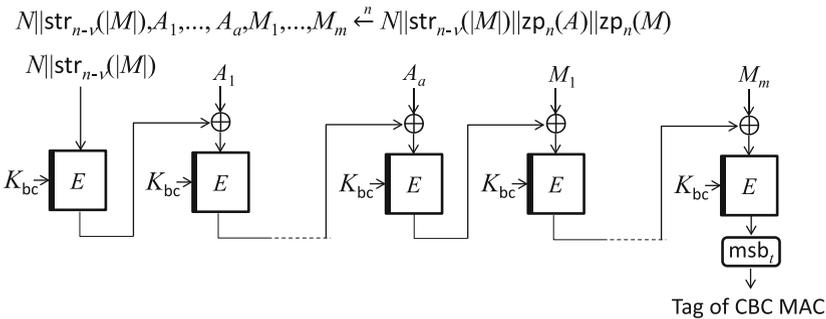 N||str_{n-ν}(|M|),A_1,..., A_a,M_1,...,M_m ←^n N||str_{n-ν}(|M|)||zp_n(A)||zp_n(M)
N||str_{n-ν}(|M|) A_1 A_a M_1 M_m
K_bc E K_bc E K_bc E K_bc E K_bc E
msb_t
Tag of CBC MAC